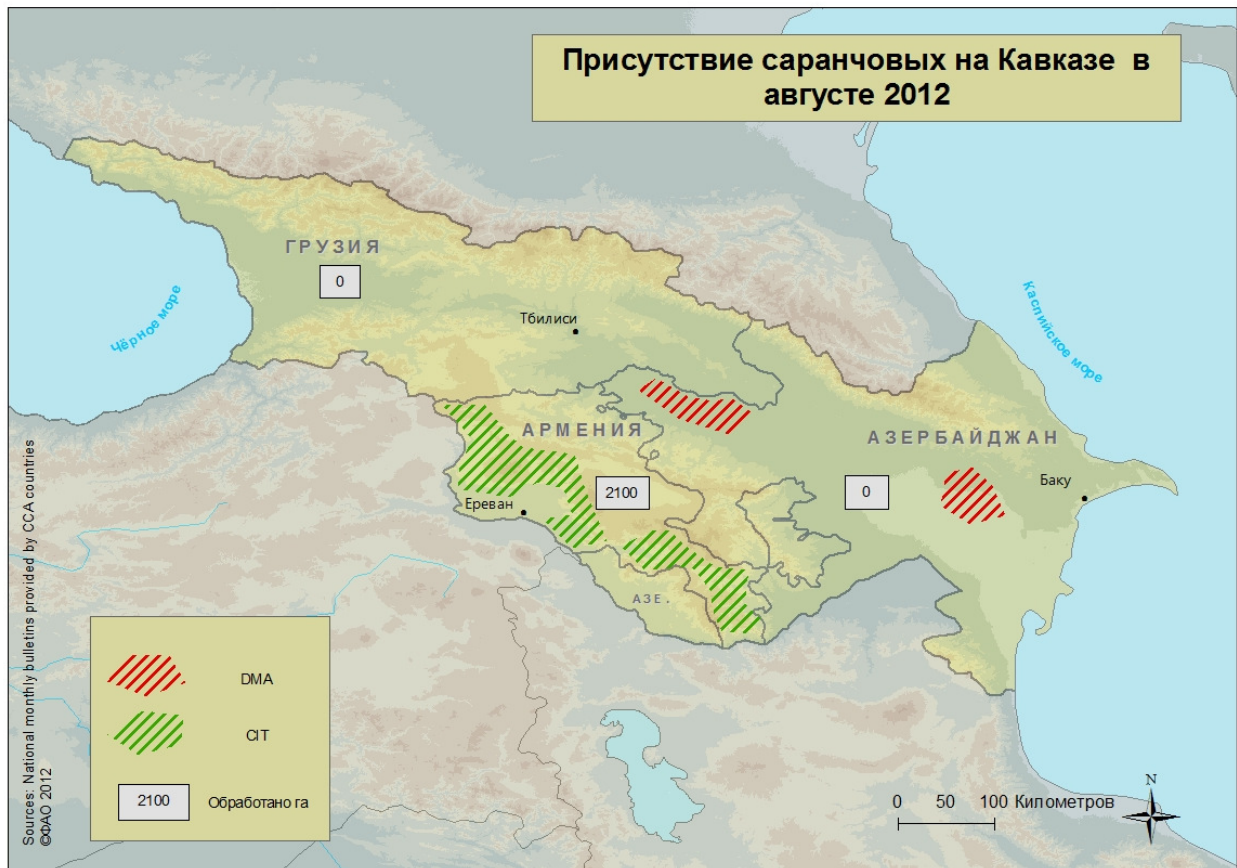 Присутствие саранчовых на Кавказе в
августе 2012
ГРУЗИЯ
0
Тбилиси
Чёрное море
Каспийское море
АРМЕНИЯ
АЗЕРБАЙДЖАН
2100
0
Баку
Ереван
АЗЕ.
DMA
CIT
2100 Обработано га
0 50 100 Километров
N
Sources: National monthly bulletins provided by CCA countries
©ФАО 2012